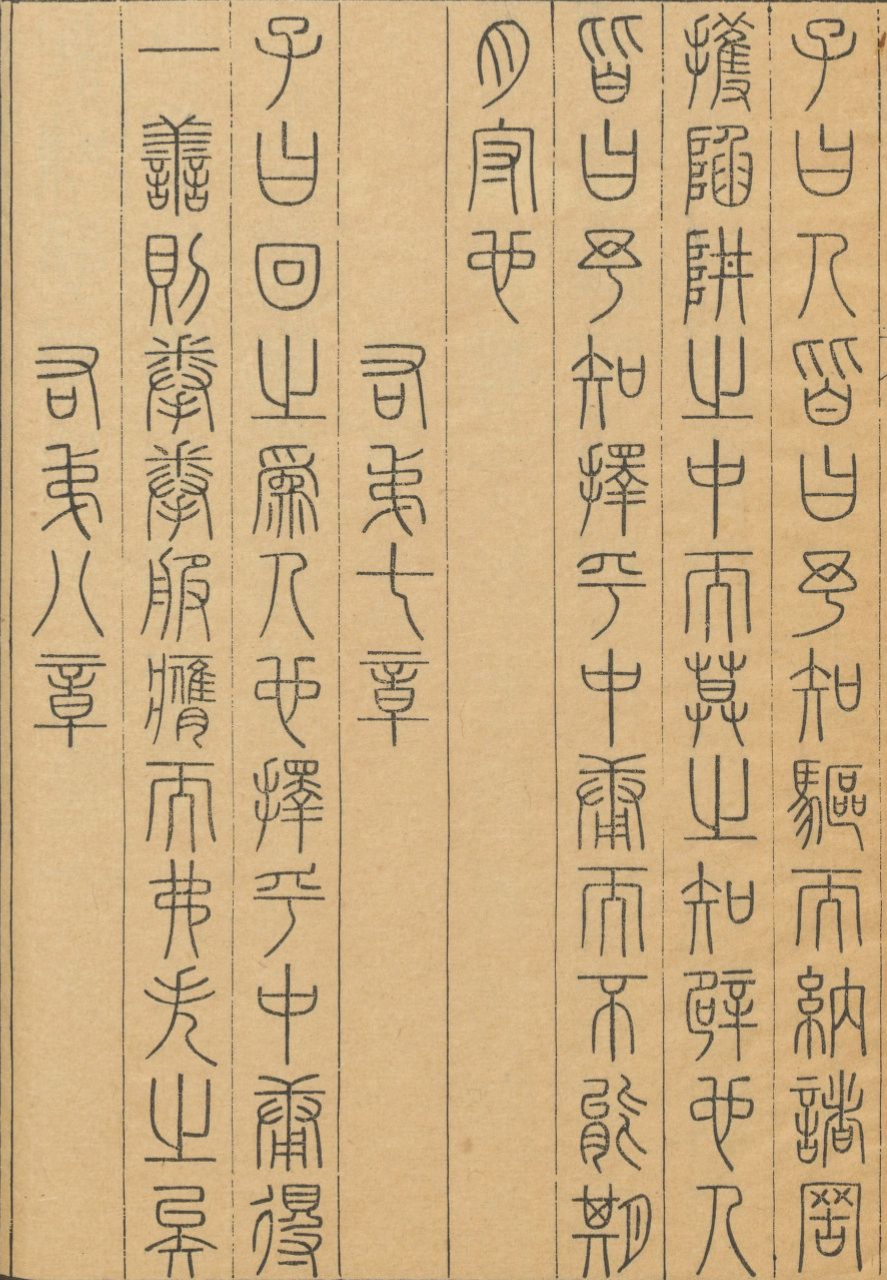 子曰人皆曰予知驅而納諸罟
擭陷阱之中而莫之知辟也人
皆曰予知擇乎中庸而不能期
月守也
右弟七章
子曰回之爲人也擇乎中庸得
一善則拳拳服膺而弗失之矣
右弟八章